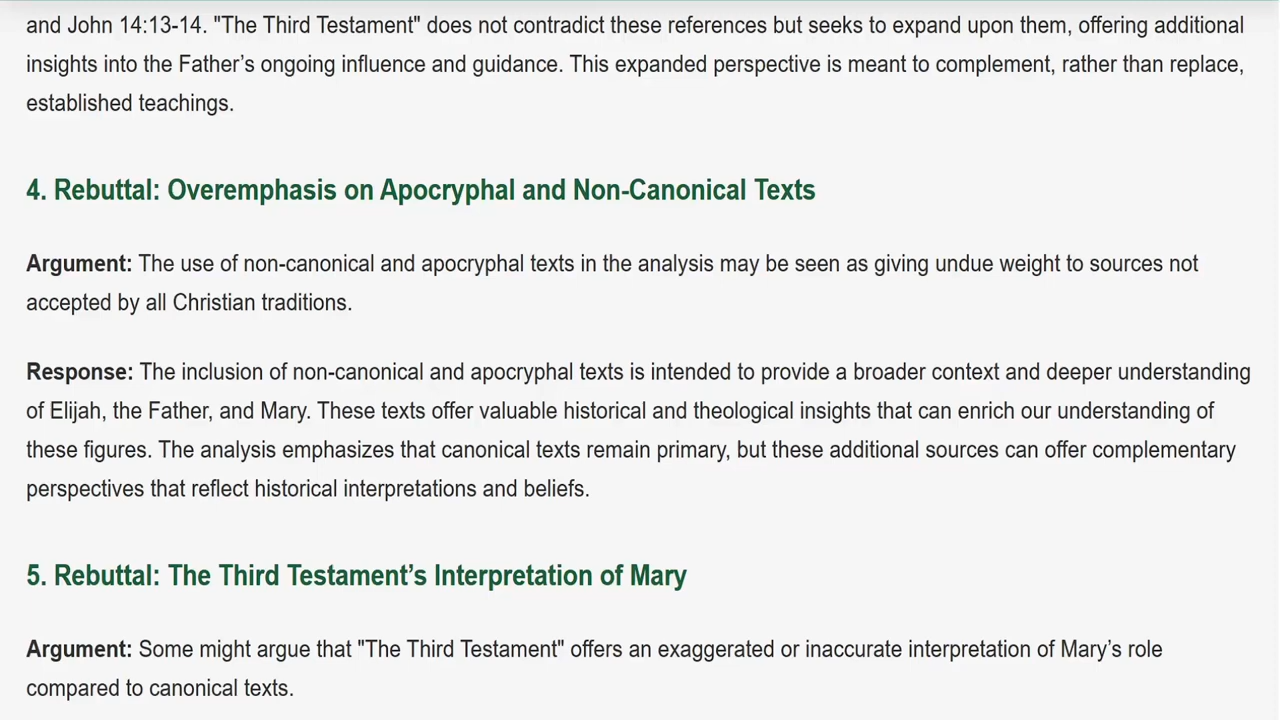 and John 14:13-14. "The Third Testament" does not contradict these references but seeks to expand upon them, offering additional
insights into the Father’s ongoing influence and guidance. This expanded perspective is meant to complement, rather than replace,
established teachings.
4. Rebuttal: Overemphasis on Apocryphal and Non-Canonical Texts
Argument: The use of non-canonical and apocryphal texts in the analysis may be seen as giving undue weight to sources not
accepted by all Christian traditions.
Response: The inclusion of non-canonical and apocryphal texts is intended to provide a broader context and deeper understanding
of Elijah, the Father, and Mary. These texts offer valuable historical and theological insights that can enrich our understanding of
these figures. The analysis emphasizes that canonical texts remain primary, but these additional sources can offer complementary
perspectives that reflect historical interpretations and beliefs.
5. Rebuttal: The Third Testament’s Interpretation of Mary
Argument: Some might argue that "The Third Testament" offers an exaggerated or inaccurate interpretation of Mary’s role
compared to canonical texts.